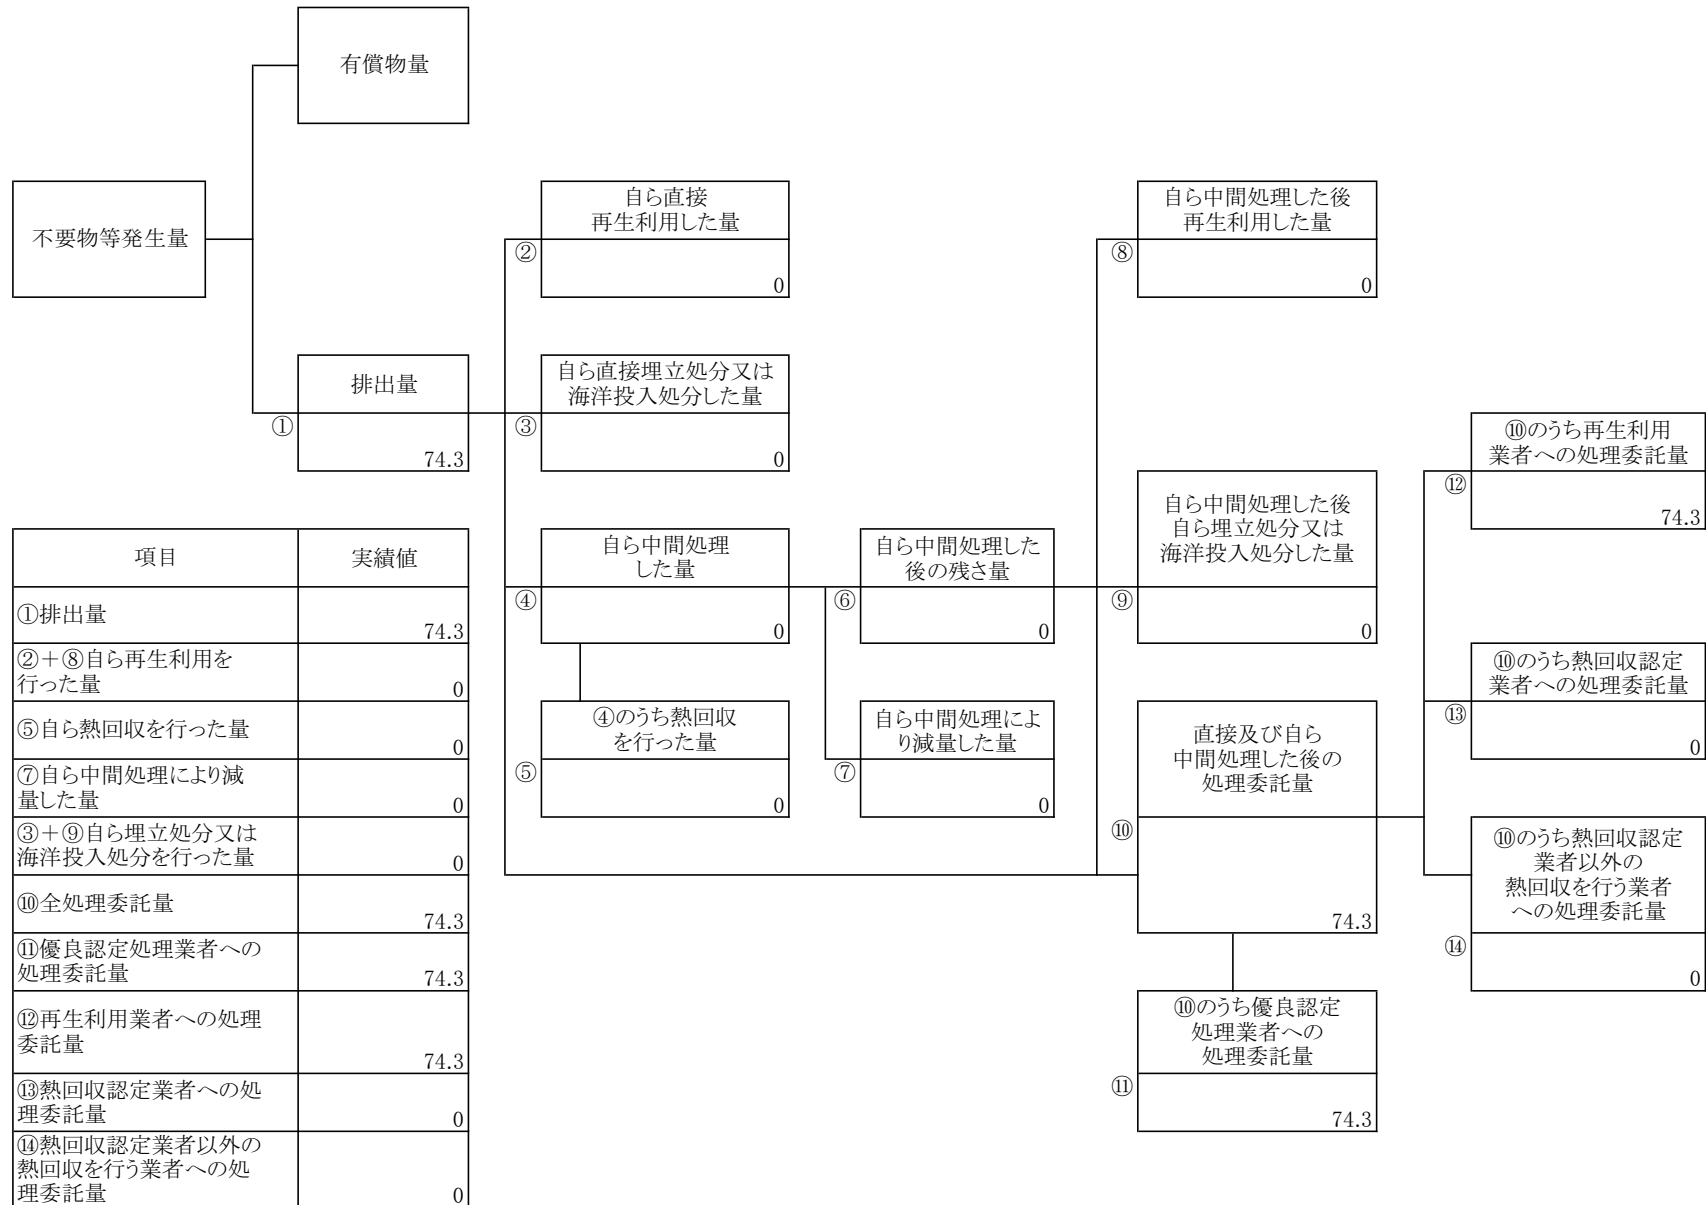 有償物量
不要物等発生量
自ら直接
再生利用した量
②
0
自ら中間処理した後
再生利用した量
⑧
0
排出量
①
74.3
自ら直接埋立処分又は
海洋投入処分した量
③
0
⑩のうち再生利用
業者への処理委託量
⑫
74.3
自ら中間処理
した量
④
0
自ら中間処理した
後の残さ量
⑥
0
自ら中間処理した後
自ら埋立処分又は
海洋投入処分した量
⑨
0
⑩のうち熱回収認定
業者への処理委託量
⑬
0
④のうち熱回収
を行った量
⑤
0
自ら中間処理によ
り減量した量
⑦
0
直接及び自ら
中間処理した後の
処理委託量
⑩
74.3
⑩のうち熱回収認定
業者以外の
熱回収を行う業者
への処理委託量
⑭
0
⑩のうち優良認定
処理業者への
処理委託量
⑪
74.3
項目 実績値
①排出量
74.3
②＋⑧自ら再生利用を
行った量
0
⑤自ら熱回収を行った量
0
⑦自ら中間処理により減
量した量
0
③＋⑨自ら埋立処分又は
海洋投入処分を行った量
0
⑩全処理委託量
74.3
⑪優良認定処理業者への
処理委託量
74.3
⑫再生利用業者への処理
委託量
74.3
⑬熱回収認定業者への処
理委託量
0
⑭熱回収認定業者以外の
熱回収を行う業者への処
理委託量
0